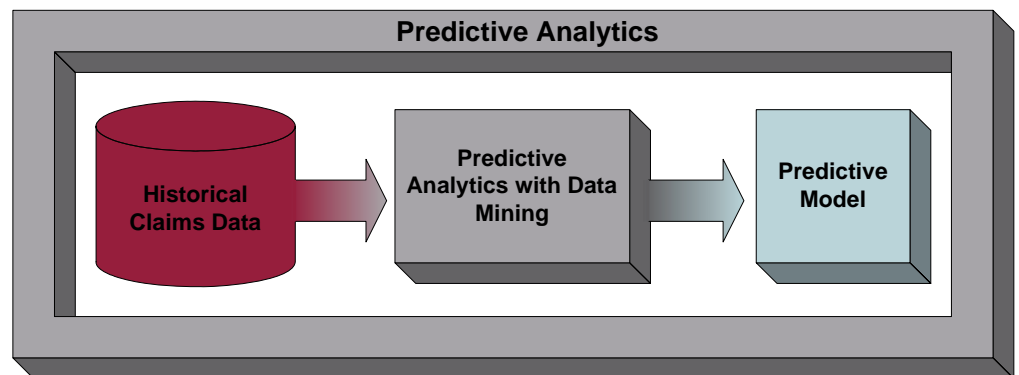 Predictive Analytics
Historical
Claims Data
Predictive
Analytics with Data
Mining
Predictive
Model